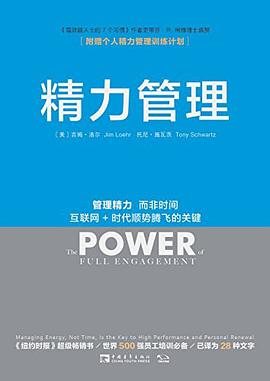 《高效能人士的7个习惯》作者史蒂芬·R·柯维博士盛赞
[附赠个人精力管理训练计划]
精力管理
[美] 吉姆·洛尔 Jim Loehr 托尼·施瓦茨 Tony Schwartz
管理精力 而非时间
互联网+时代顺势腾飞的关键
The POWER of
FULL ENGAGEMENT
Managing Energy, Not Time, Is the Key to High Performance and Personal Renewal
《纽约时报》超级畅销书/世界500强员工培训必备/已译为28种文字
中国青年出版社